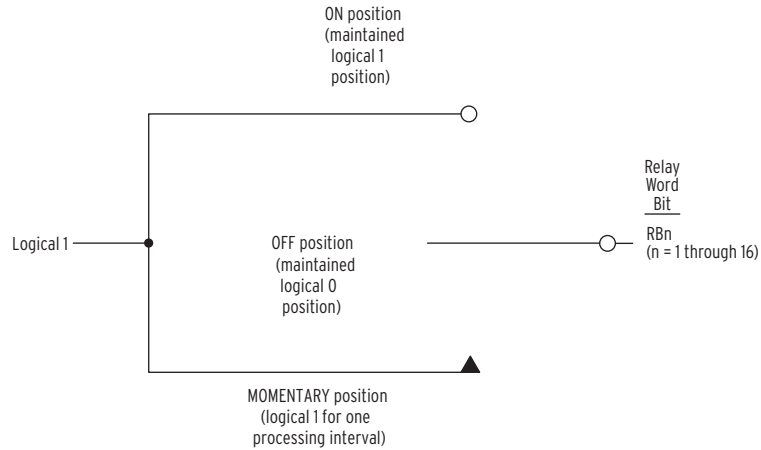 ON position
(maintained
logical 1
position)
Relay
Word
Bit
RBn
(n = 1 through 16)
Logical 1
OFF position
(maintained
logical 0
position)
MOMENTARY position
(logical 1 for one
processing interval)